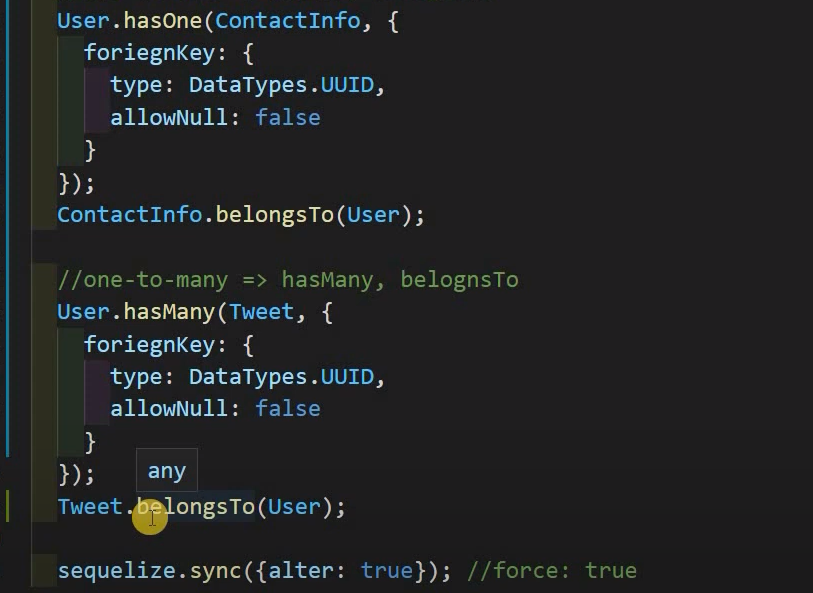 User.hasOne(ContactInfo, {
foriegnKey: {
type: DataTypes.UUID,
allowNull: false
}
});
ContactInfo.belongsTo(User);
//one-to-many => hasMany, belognsTo
User.hasMany(Tweet, {
foriegnKey: {
type: DataTypes.UUID,
allowNull: false
}
any
});
Tweet.belongsTo(User);
sequelize.sync({alter: true}); //force: true